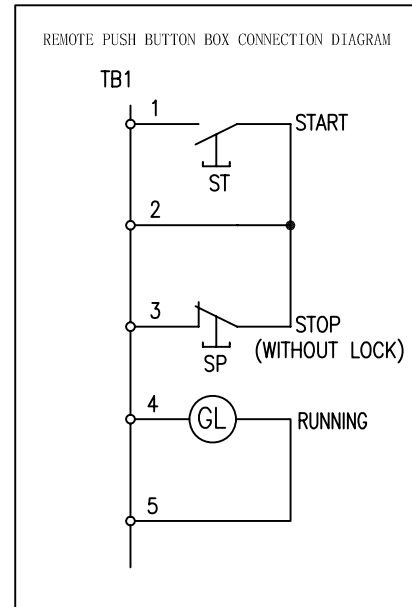 REMOTE PUSH BUTTON BOX CONNECTION DIAGRAM
TB1
1
START
ST
2
3
STOP
(WITHOUT LOCK)
SP
4
GL
RUNNING
5